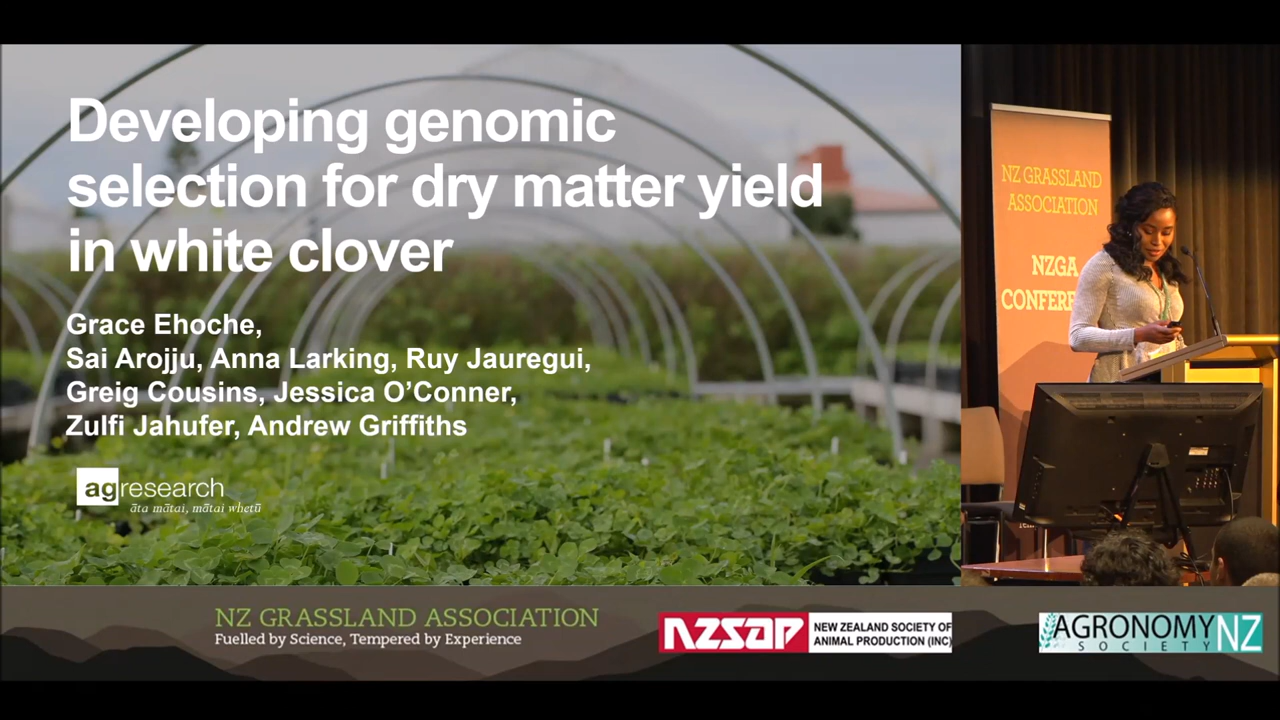 Developing genomic
selection for dry matter yield
in white clover
Grace Ehoche,
Sai Arojju, Anna Larking, Ruy Jauregui,
Greig Cousins, Jessica O’Conner,
Zulfi Jahufer, Andrew Griffiths
agresearch
āta mātai, mātai whetū
NZ GRASSLAND
ASSOCIATION
NZGA
NZ GRASSLAND ASSOCIATION
Fuelled by Science, Tempered by Experience
NZSAP
NEW ZEALAND SOCIETY OF
ANIMAL PRODUCTION (INC)
AGRONOMY NZ
SOCIETY